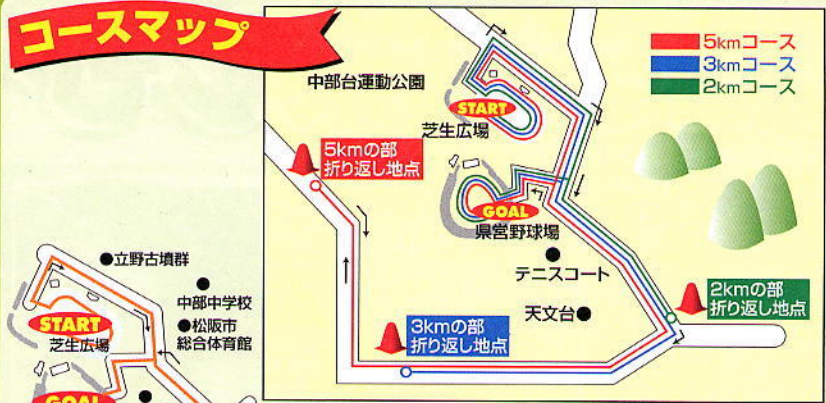 コースマップ
5kmコース
3kmコース
2kmコース
中部台運動公園
START
芝生広場
5kmの部
折り返し地点
GOAL
県営野球場
テニスコート
天文台
2kmの部
折り返し地点
3kmの部
折り返し地点
立野古墳群
中部中学校
松阪市
総合体育館
START
芝生広場
GOAL